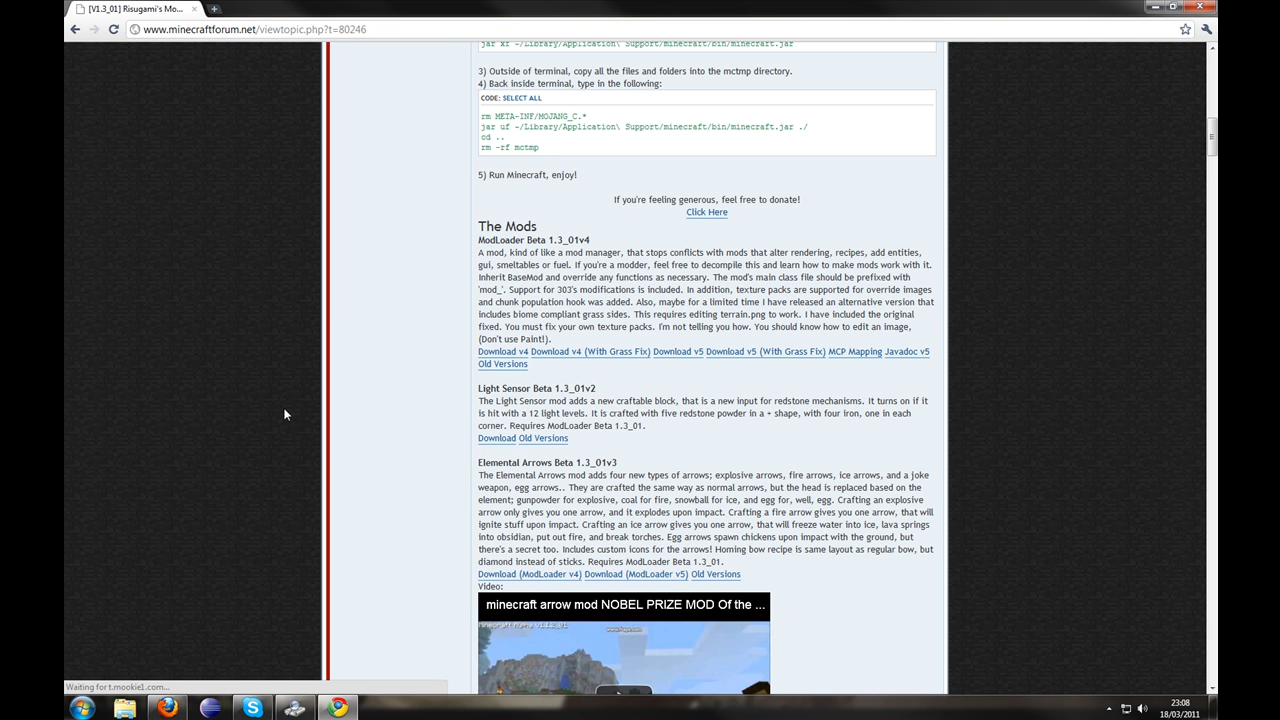 [V1.3_01] Risugami's Mo...
www.minecraftforum.net/viewtopic.php?t=80246
jar xf ~/Library/Application\ Support/minecraft/bin/minecraft.jar
3) Outside of terminal, copy all the files and folders into the mctmp directory.
4) Back inside terminal, type in the following:
CODE: SELECT ALL
rm META-INF/MOJANG_C.*
jar uf ~/Library/Application\ Support/minecraft/bin/minecraft.jar ./
cd ..
rm -rf mctmp
5) Run Minecraft, enjoy!
If you're feeling generous, feel free to donate!
Click Here
The Mods
ModLoader Beta 1.3_01v4
A mod, kind of like a mod manager, that stops conflicts with mods that alter rendering, recipes, add entities,
gui, smeltables or fuel. If you're a modder, feel free to decompile this and learn how to make mods work with it.
Inherit BaseMod and override any functions as necessary. The mod's main class file should be prefixed with
'mod_'. Support for 303's modifications is included. In addition, texture packs are supported for override images
and chunk population hook was added. Also, maybe for a limited time I have released an alternative version that
includes biome compliant grass sides. This requires editing terrain.png to work. I have included the original
fixed. You must fix your own texture packs. I'm not telling you how. You should know how to edit an image,
(Don't use Paint!).
Download v4 Download v4 (With Grass Fix) Download v5 Download v5 (With Grass Fix) MCP Mapping Javadoc v5
Old Versions
Light Sensor Beta 1.3_01v2
The Light Sensor mod adds a new craftable block, that is a new input for redstone mechanisms. It turns on if it
is hit with a 12 light levels. It is crafted with five redstone powder in a + shape, with four iron, one in each
corner. Requires ModLoader Beta 1.3_01.
Download Old Versions
Elemental Arrows Beta 1.3_01v3
The Elemental Arrows mod adds four new types of arrows; explosive arrows, fire arrows, ice arrows, and a joke
weapon, egg arrows.. They are crafted the same way as normal arrows, but the head is replaced based on the
element; gunpowder for explosive, coal for fire, snowball for ice, and egg for, well, egg. Crafting an explosive
arrow only gives you one arrow, and it explodes upon impact. Crafting a fire arrow gives you one arrow, that will
ignite stuff upon impact. Crafting an ice arrow gives you one arrow, that will freeze water into ice, lava springs
into obsidian, put out fire, and break torches. Egg arrows spawn chickens upon impact with the ground, but
there's a secret too. Includes custom icons for the arrows! Homing bow recipe is same layout as regular bow, but
diamond instead of sticks. Requires ModLoader Beta 1.3_01.
Download (ModLoader v4) Download (ModLoader v5) Old Versions
Video:
minecraft arrow mod NOBEL PRIZE MOD Of the ...
Waiting for t.mookie1.com...
23:08
18/03/2011